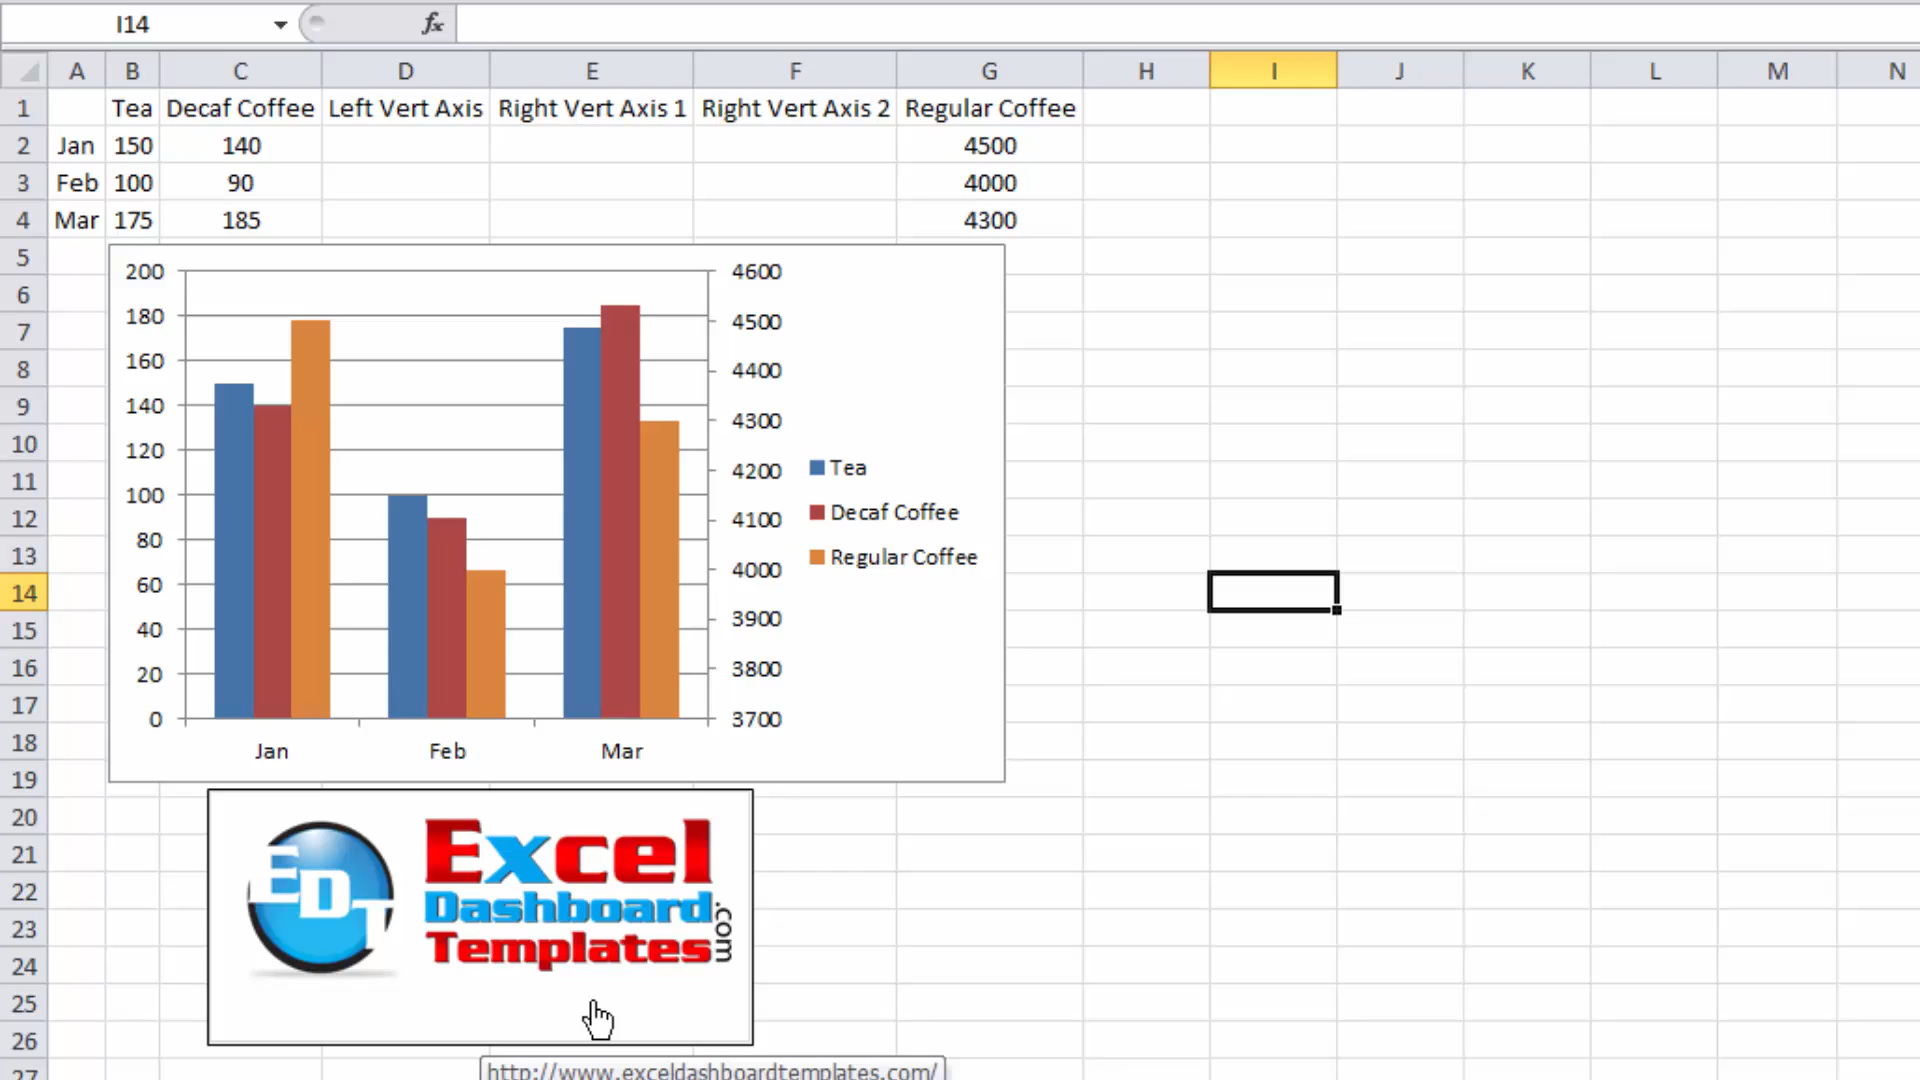 I14 fx
A B C D E F G H I J K L M N
1 Tea Decaf Coffee Left Vert Axis Right Vert Axis 1 Right Vert Axis 2 Regular Coffee
2 Jan 150 140 4500
3 Feb 100 90 4000
4 Mar 175 185 4300
5
6
7
8
9
10
11
12
13
14
15
16
17
18
19
20
21
22
23
24
25
26
27
200
180
160
140
120
100
80
60
40
20
0
4600
4500
4400
4300
4200
4100
4000
3900
3800
3700
Tea
Decaf Coffee
Regular Coffee
Jan Feb Mar
EDT
Excel
Dashboard
Templates
.com
http://www.exceldashboardtemplates.com/